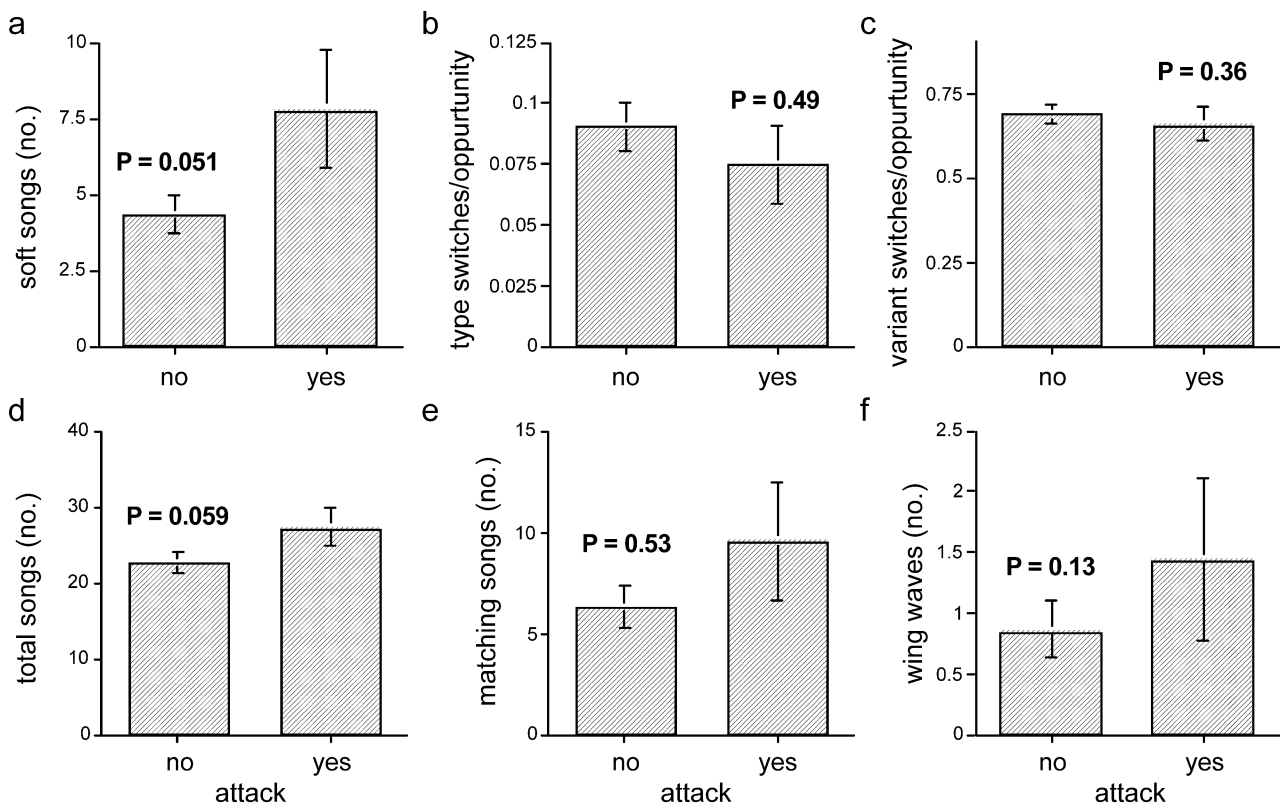 a
soft songs (no.)
10
7.5
5
2.5
0
P = 0.051
no
yes
b
type switches/oppurtunity
0.125
0.1
0.075
0.05
0.025
0
P = 0.49
no
yes
c
variant switches/oppurtunity
0.75
0.5
0.25
0
P = 0.36
no
yes
d
total songs (no.)
40
30
20
10
0
P = 0.059
no
yes
attack
e
matching songs (no.)
15
10
5
0
P = 0.53
no
yes
attack
f
wing waves (no.)
2.5
2
1.5
1
0.5
0
P = 0.13
no
yes
attack